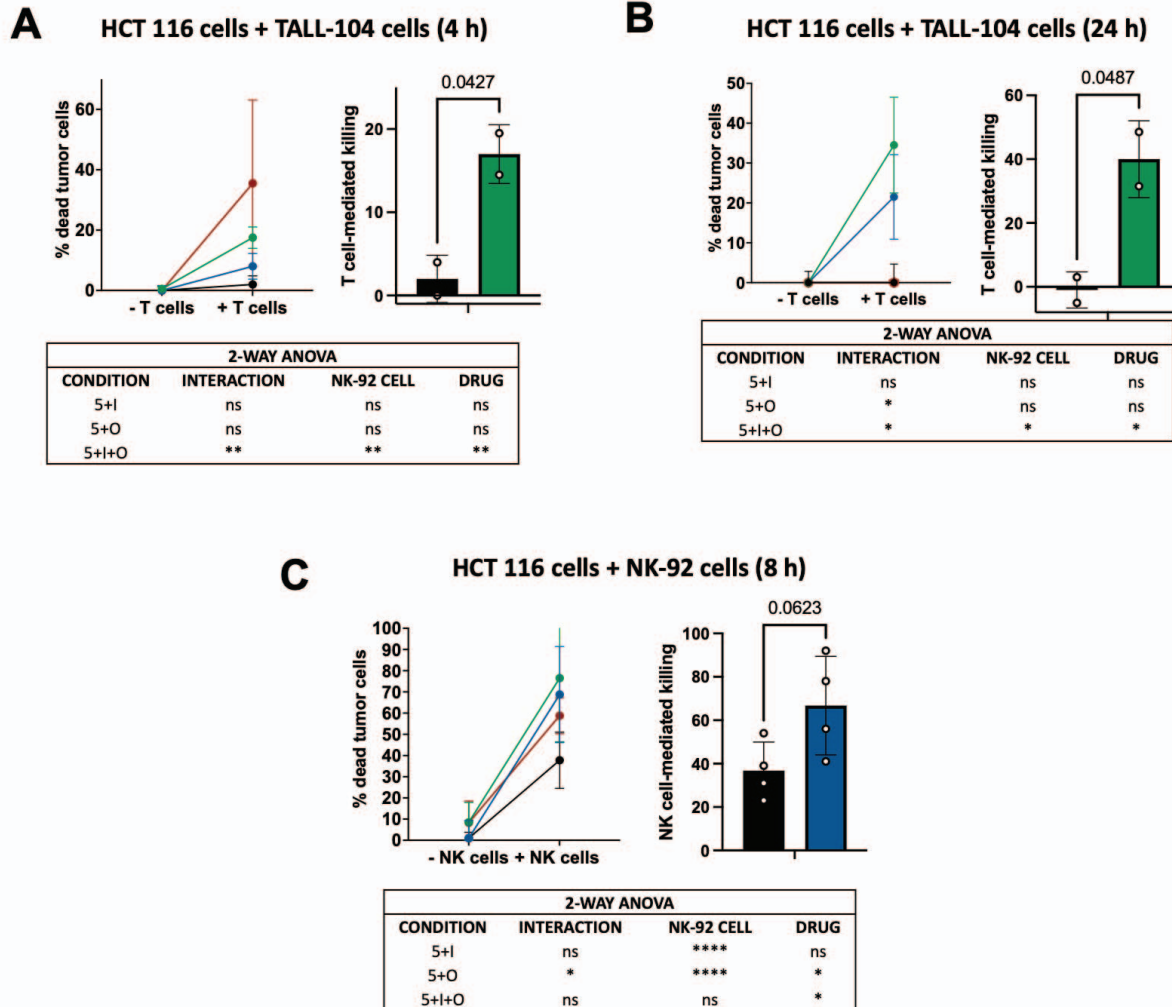 A
HCT 116 cells + TALL-104 cells (4 h)
% dead tumor cells
60
40
20
0
- T cells + T cells
T cell-mediated killing
20
10
0
0.0427
2-WAY ANOVA
CONDITION INTERACTION NK-92 CELL DRUG
5+I ns ns ns
5+O ns ns ns
5+I+O ** ** **
B
HCT 116 cells + TALL-104 cells (24 h)
% dead tumor cells
50
40
30
20
10
0
- T cells + T cells
T cell-mediated killing
60
40
20
0
0.0487
2-WAY ANOVA
CONDITION INTERACTION NK-92 CELL DRUG
5+I ns ns ns
5+O * ns ns
5+I+O * * *
C
HCT 116 cells + NK-92 cells (8 h)
% dead tumor cells
100
90
80
70
60
50
40
30
20
10
0
- NK cells + NK cells
NK cell-mediated killing
100
80
60
40
20
0
0.0623
2-WAY ANOVA
CONDITION INTERACTION NK-92 CELL DRUG
5+I ns **** ns
5+O * **** *
5+I+O ns ns *